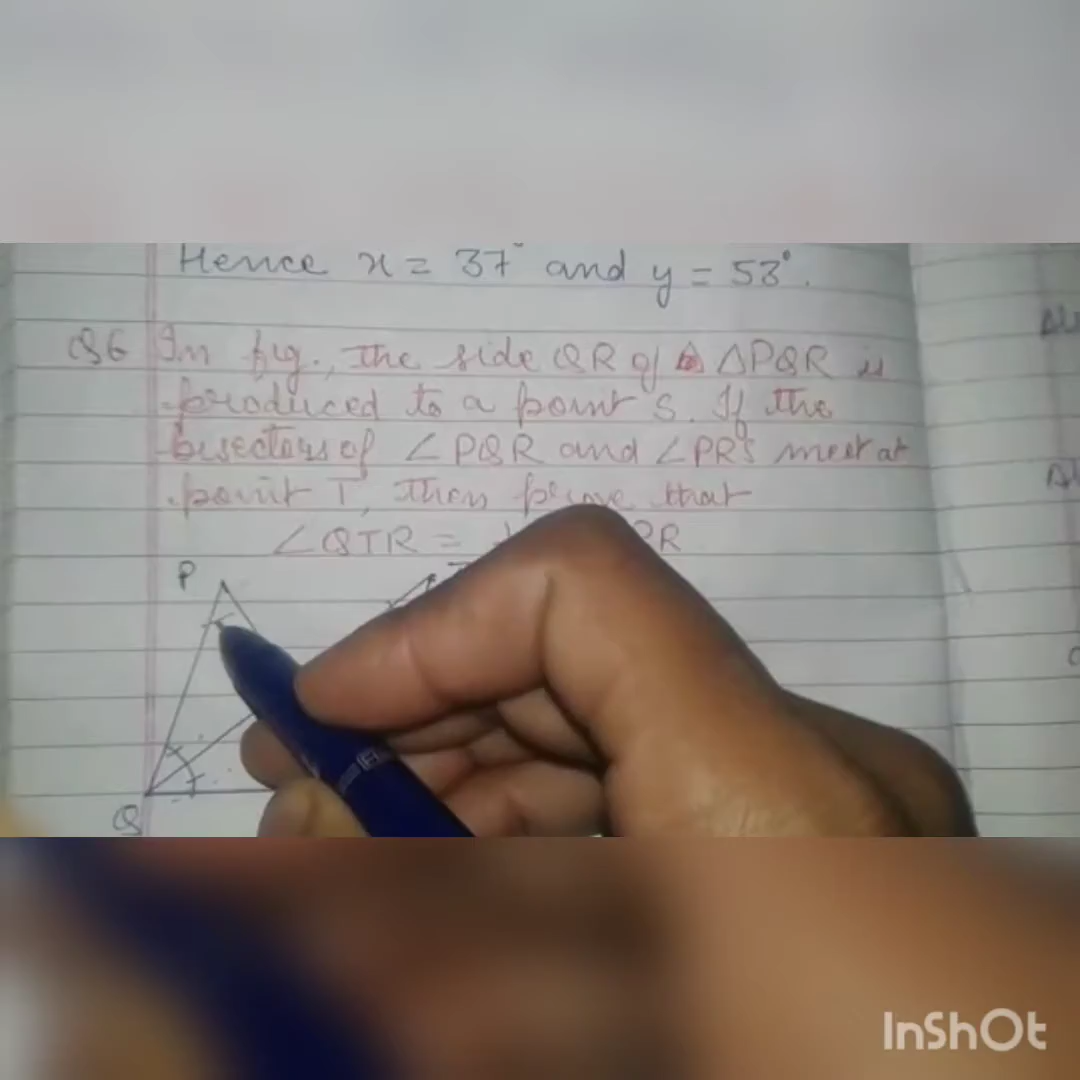 Hence x = 37° and y = 53°.
Q6 In fig., the side QR of ΔPQR is
produced to a point S. If the
bisectors of ∠PQR and ∠PRS meet at
point T, then prove that
∠QTR = PR
P
Q
InShOt